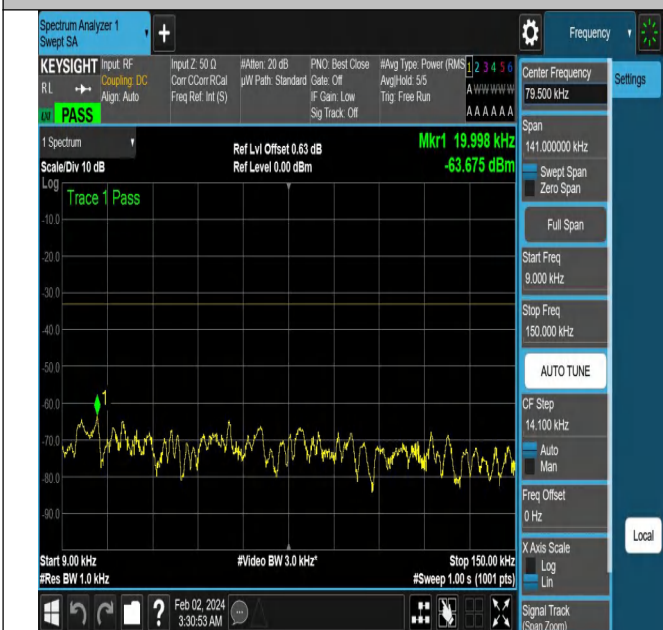 Spectrum Analyzer 1
Swept SA
+
Frequency
KEYSIGHT
RL
Input: RF
Coupling: DC
Align: Auto
Input Z: 50 Ω
Corr CCorr RCal
Freq Ref: Int (S)
#Atten: 20 dB
µW Path: Standard
PNO: Best Close
Gate: Off
IF Gain: Low
Sig Track: Off
#Avg Type: Power (RMS)
Avg|Hold: 5/5
Trig: Free Run
1 2 3 4 5 6
A W W W W W
A A A A A A
LXI
PASS
1 Spectrum
Scale/Div 10 dB
Log
Ref Lvl Offset 0.63 dB
Ref Level 0.00 dBm
Mkr1 19.998 kHz
-63.675 dBm
Trace 1 Pass
-10.0
-20.0
-30.0
-40.0
-50.0
-60.0
1
-70.0
-80.0
-90.0
Start 9.00 kHz
#Res BW 1.0 kHz
#Video BW 3.0 kHz*
Stop 150.00 kHz
#Sweep 1.00 s (1001 pts)
?
Feb 02, 2024
3:30:53 AM
Center Frequency
79.500 kHz
Settings
Span
141.000000 kHz
Swept Span
Zero Span
Full Span
Start Freq
9.000 kHz
Stop Freq
150.000 kHz
AUTO TUNE
CF Step
14.100 kHz
Auto
Man
Freq Offset
0 Hz
X Axis Scale
Log
Lin
Local
Signal Track
(Span Zoom)